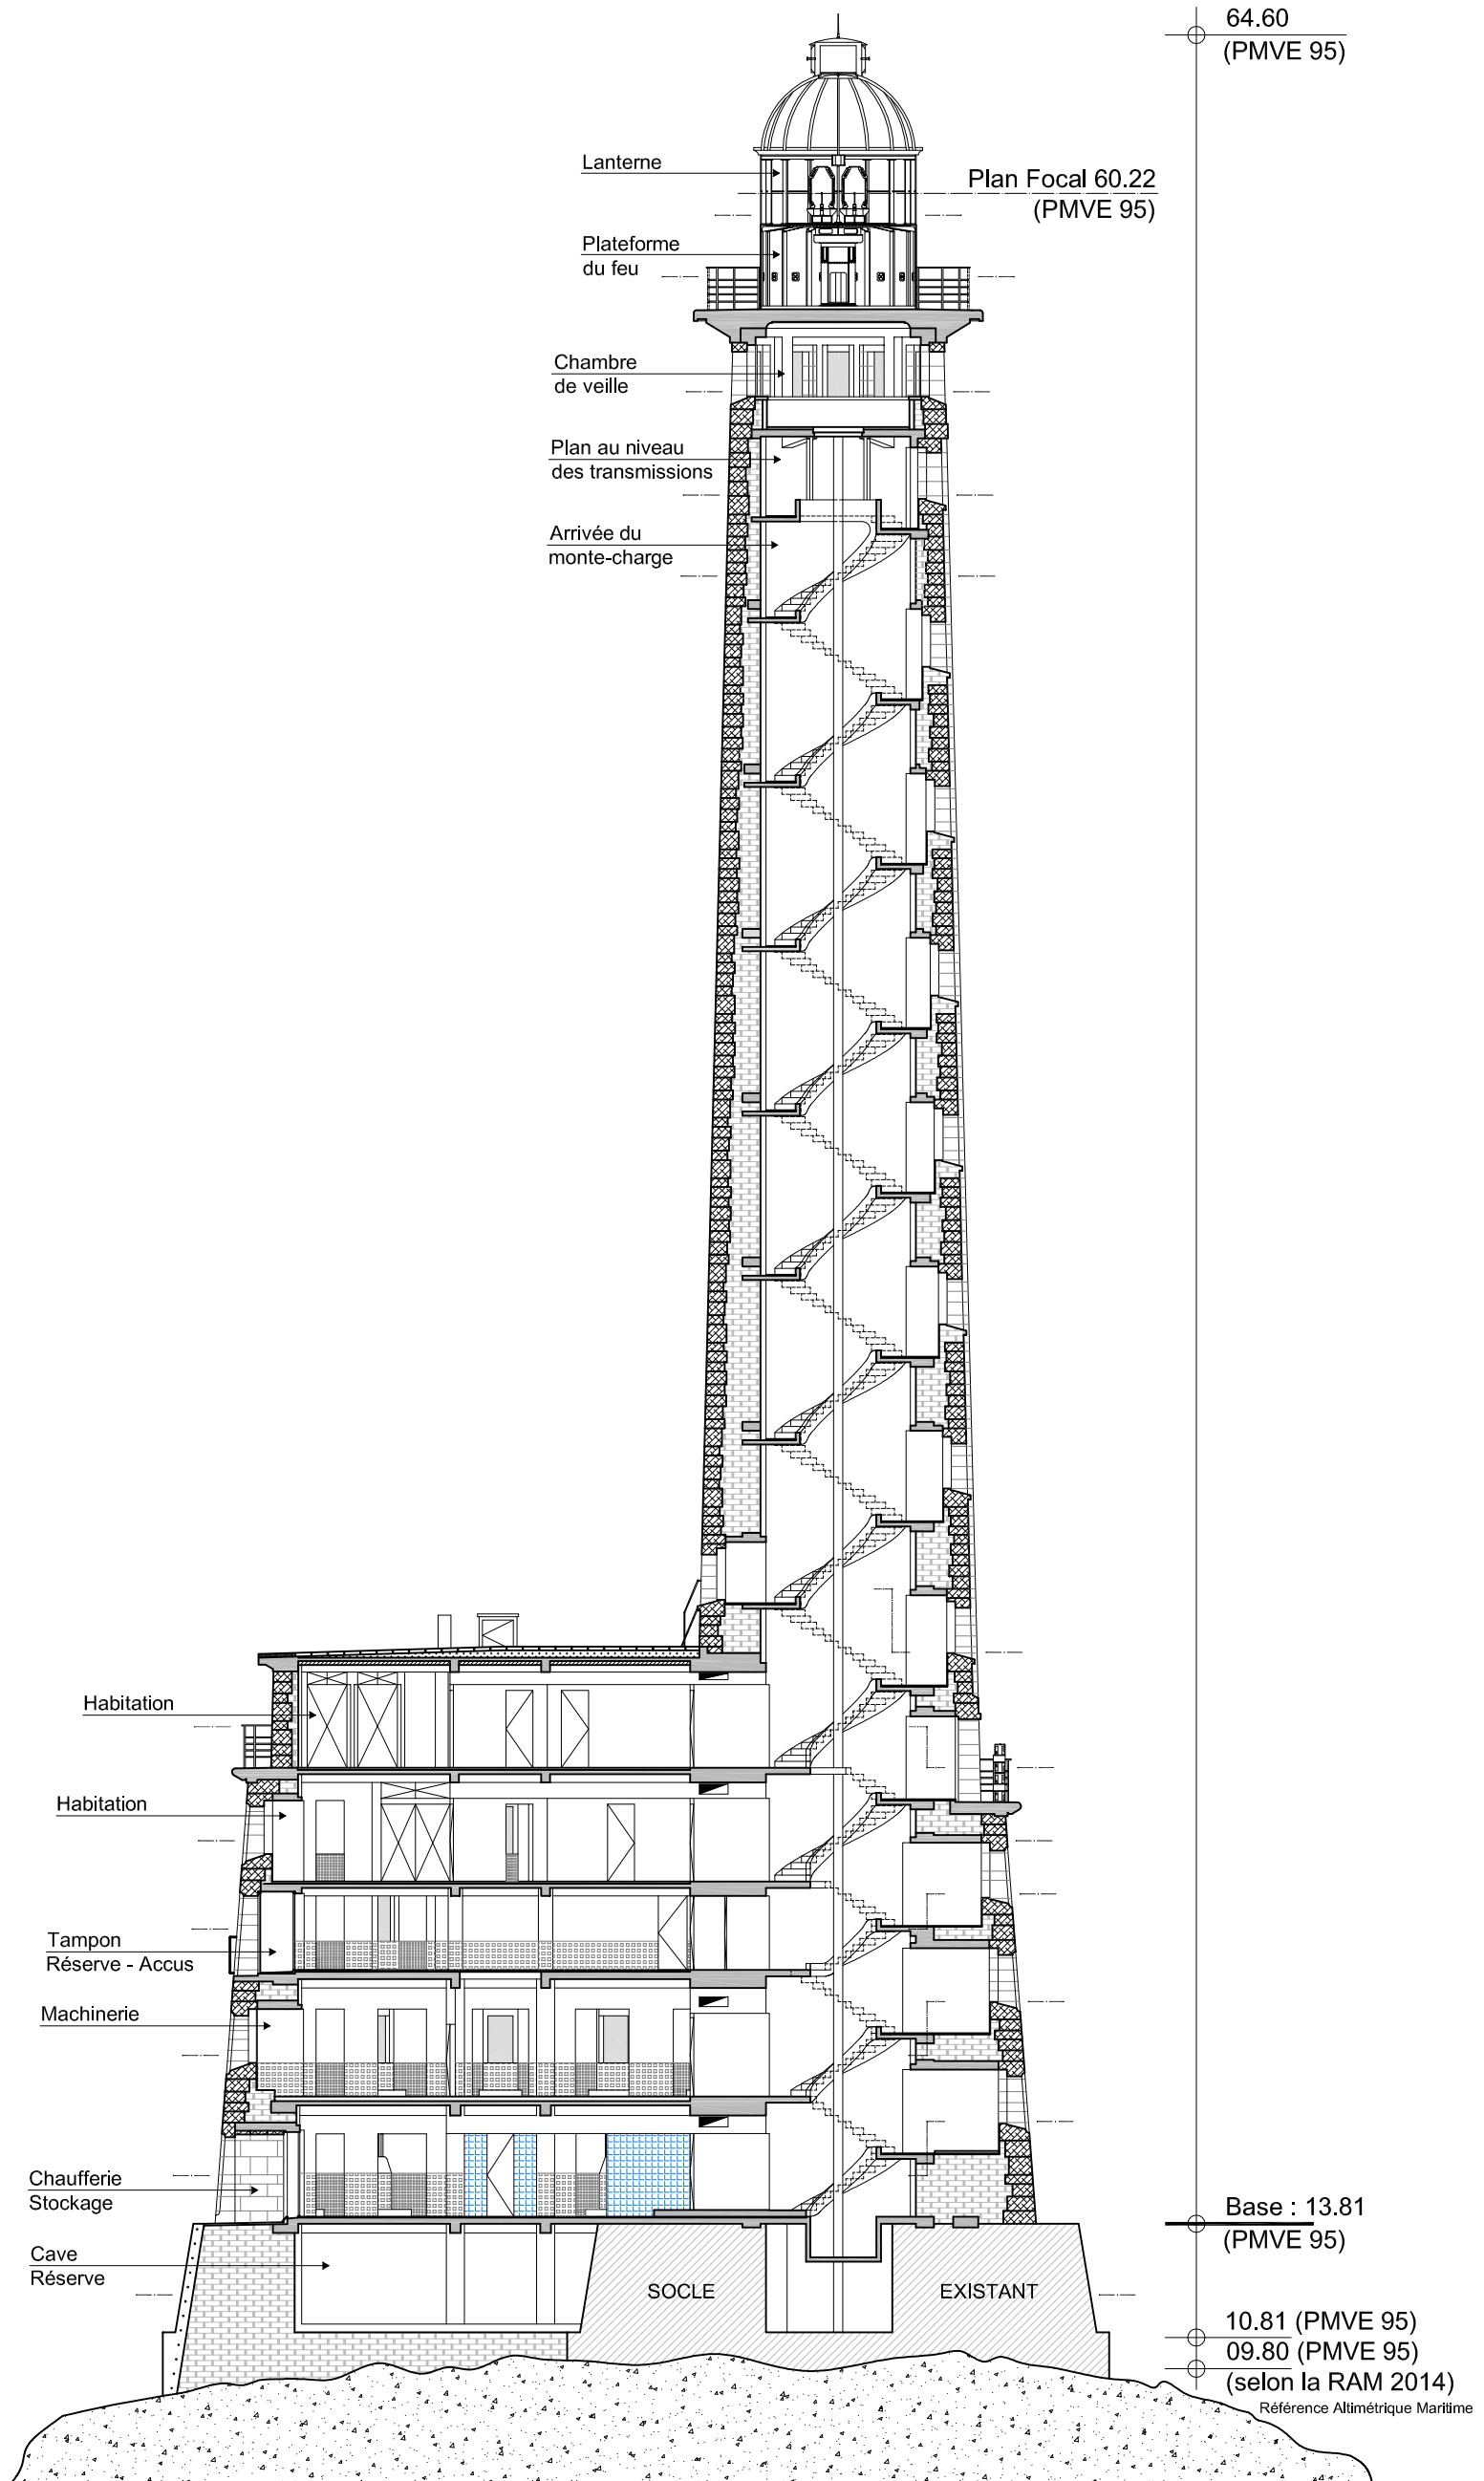 64.60
(PMVE 95)
Lanterne
Plan Focal 60.22
(PMVE 95)
Plateforme
du feu
Chambre
de veille
Plan au niveau
des transmissions
Arrivée du
monte-charge
Habitation
Habitation
Tampon
Réserve - Accus
Machinerie
Chaufferie
Stockage
Base : 13.81
(PMVE 95)
Cave
Réserve
SOCLE
EXISTANT
10.81 (PMVE 95)
09.80 (PMVE 95)
(selon la RAM 2014)
Référence Altimétrique Maritime